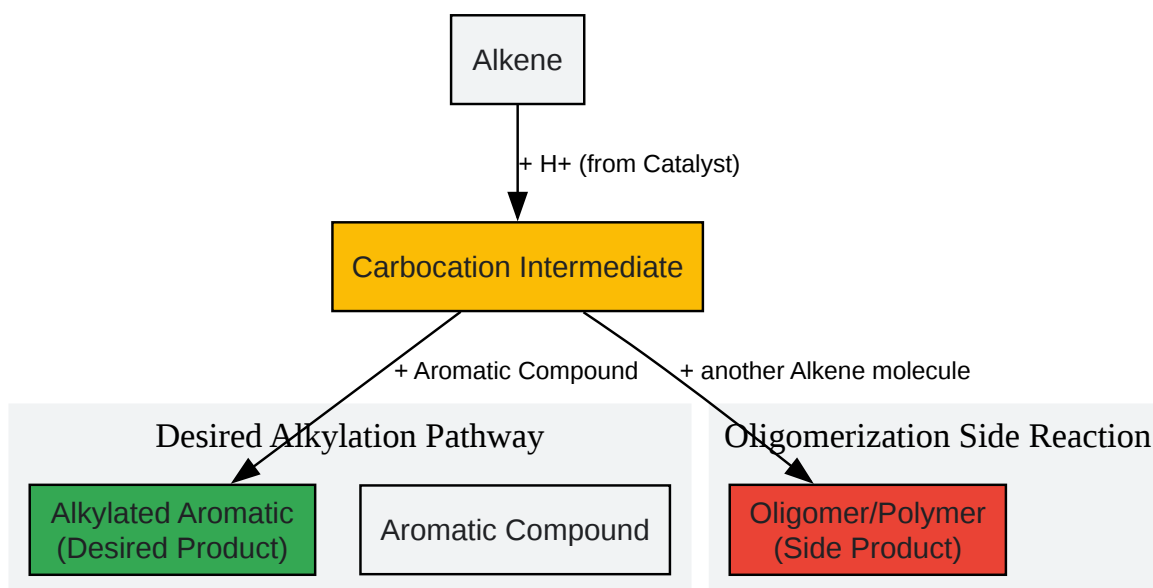 Alkene
+ H+ (from Catalyst)
Carbocation Intermediate
+ Aromatic Compound
+ another Alkene molecule
Desired Alkylation Pathway
Oligomerization Side Reaction
Alkylated Aromatic
(Desired Product)
Aromatic Compound
Oligomer/Polymer
(Side Product)